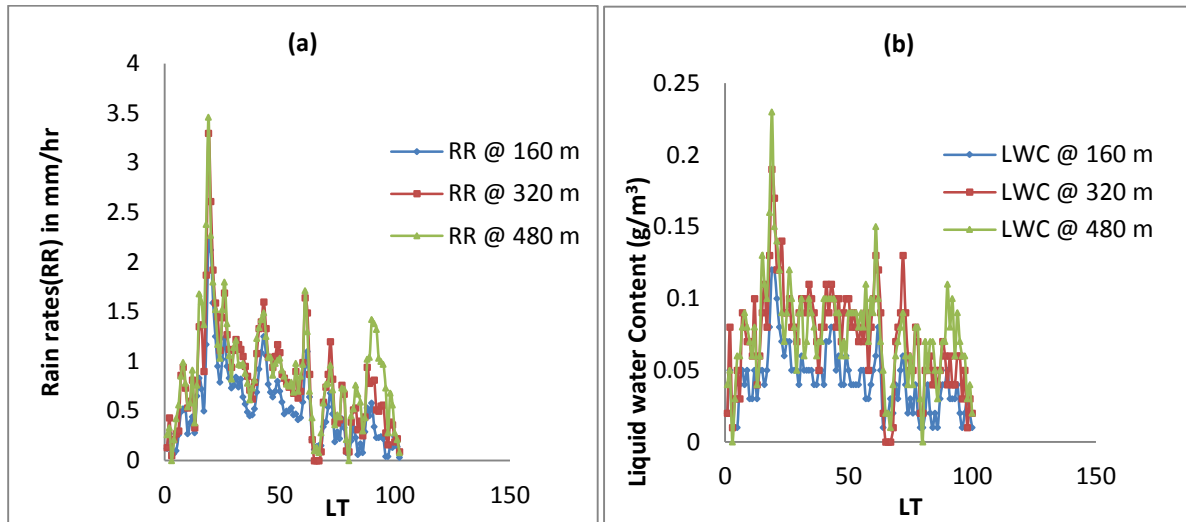 (a)
Rain rates(RR) in mm/hr
4
3.5
3
2.5
2
1.5
1
0.5
0
0
50
100
150
LT
RR @ 160 m
RR @ 320 m
RR @ 480 m
(b)
Liquid water Content (g/m³)
0.25
0.2
0.15
0.1
0.05
0
0
50
100
150
LT
LWC @ 160 m
LWC @ 320 m
LWC @ 480 m